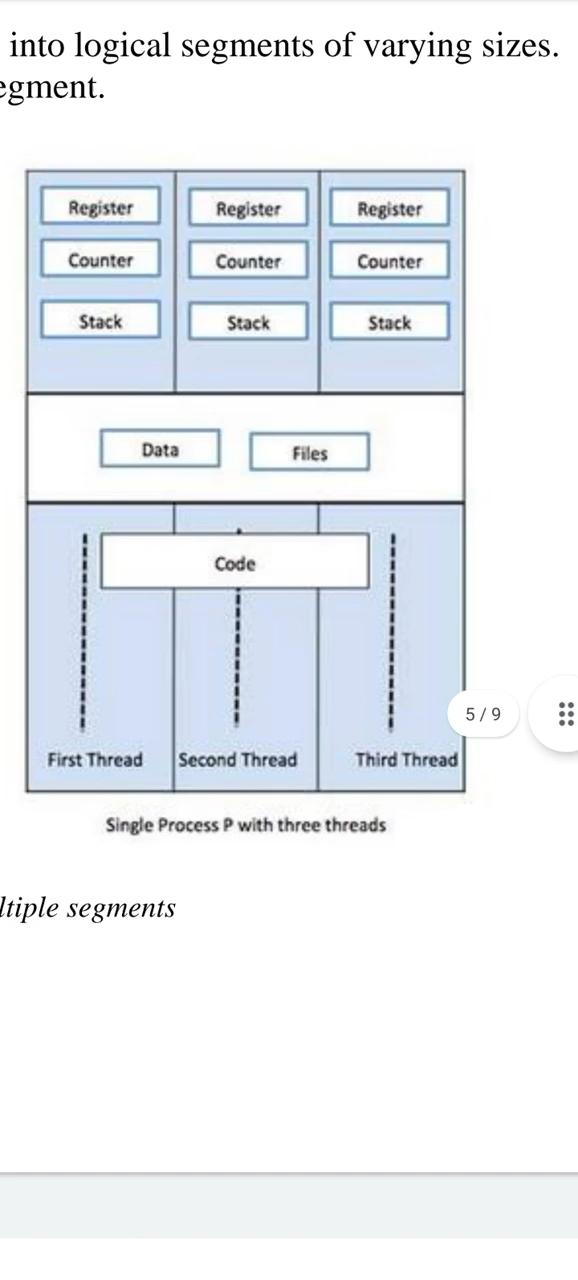 into logical segments of varying sizes.
egment.
Register Register Register
Counter Counter Counter
Stack Stack Stack
Data Files
Code
5 / 9
First Thread Second Thread Third Thread
Single Process P with three threads
ltiple segments